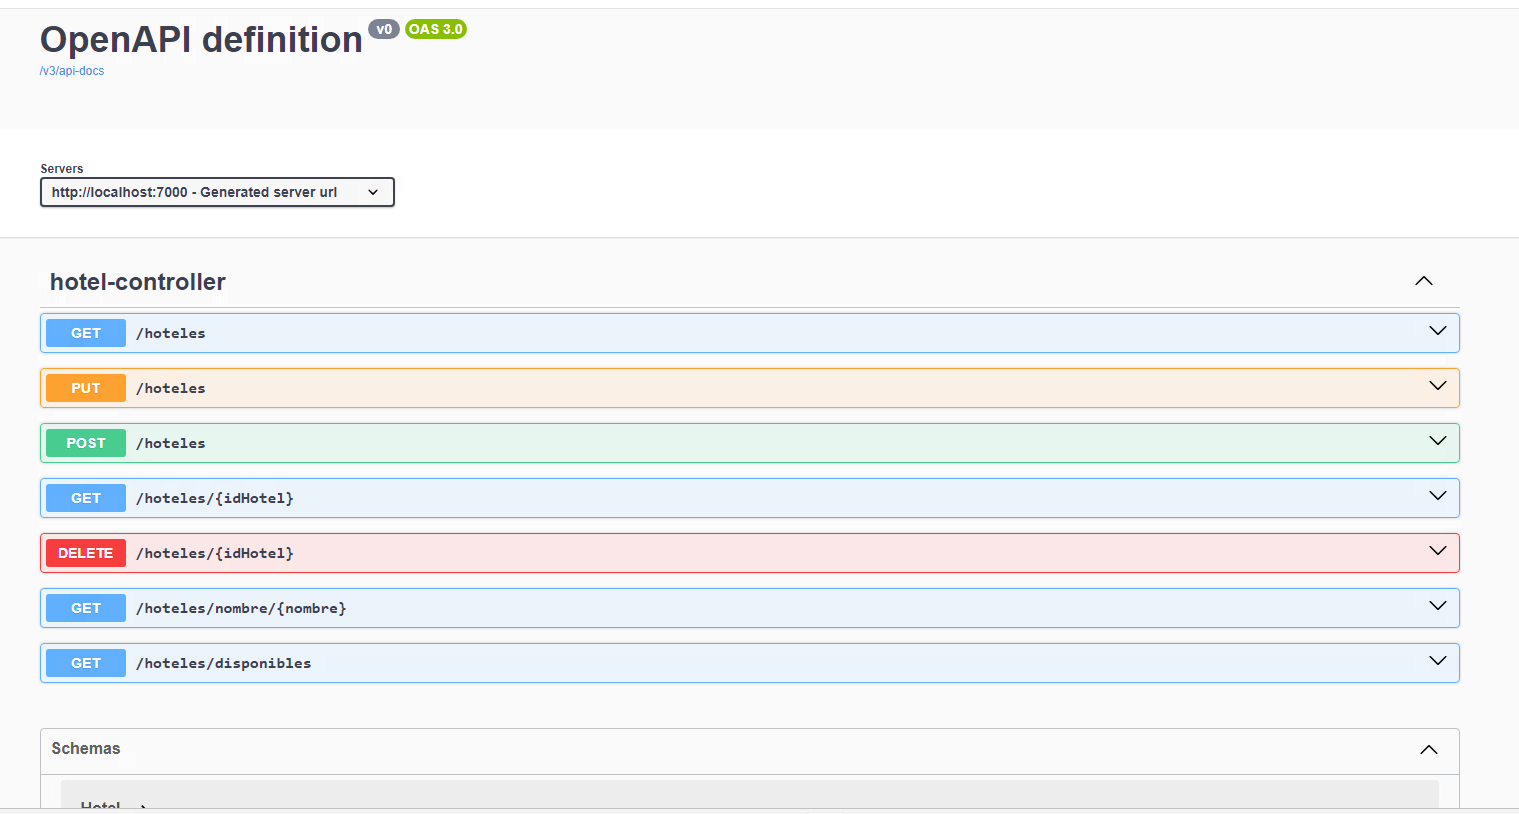 OpenAPI definition v0 OAS 3.0
/v3/api-docs
Servers
http://localhost:7000 - Generated server url
hotel-controller
GET /hoteles
PUT /hoteles
POST /hoteles
GET /hoteles/{idHotel}
DELETE /hoteles/{idHotel}
GET /hoteles/nombre/{nombre}
GET /hoteles/disponibles
Schemas
Hotel